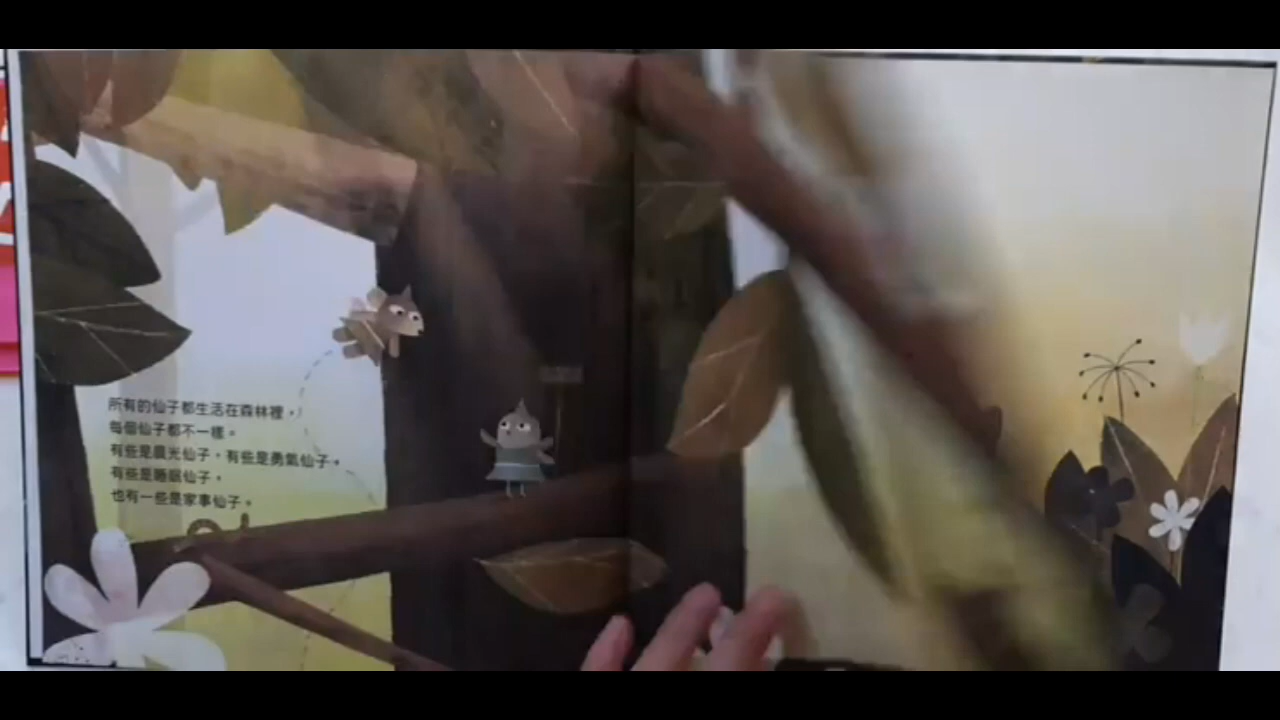 所有的仙子都生活在森林裡，
每個仙子都不一樣。
有些是晨光仙子，有些是勇氣仙子，
有些是睡眠仙子，
也有一些是家事仙子。